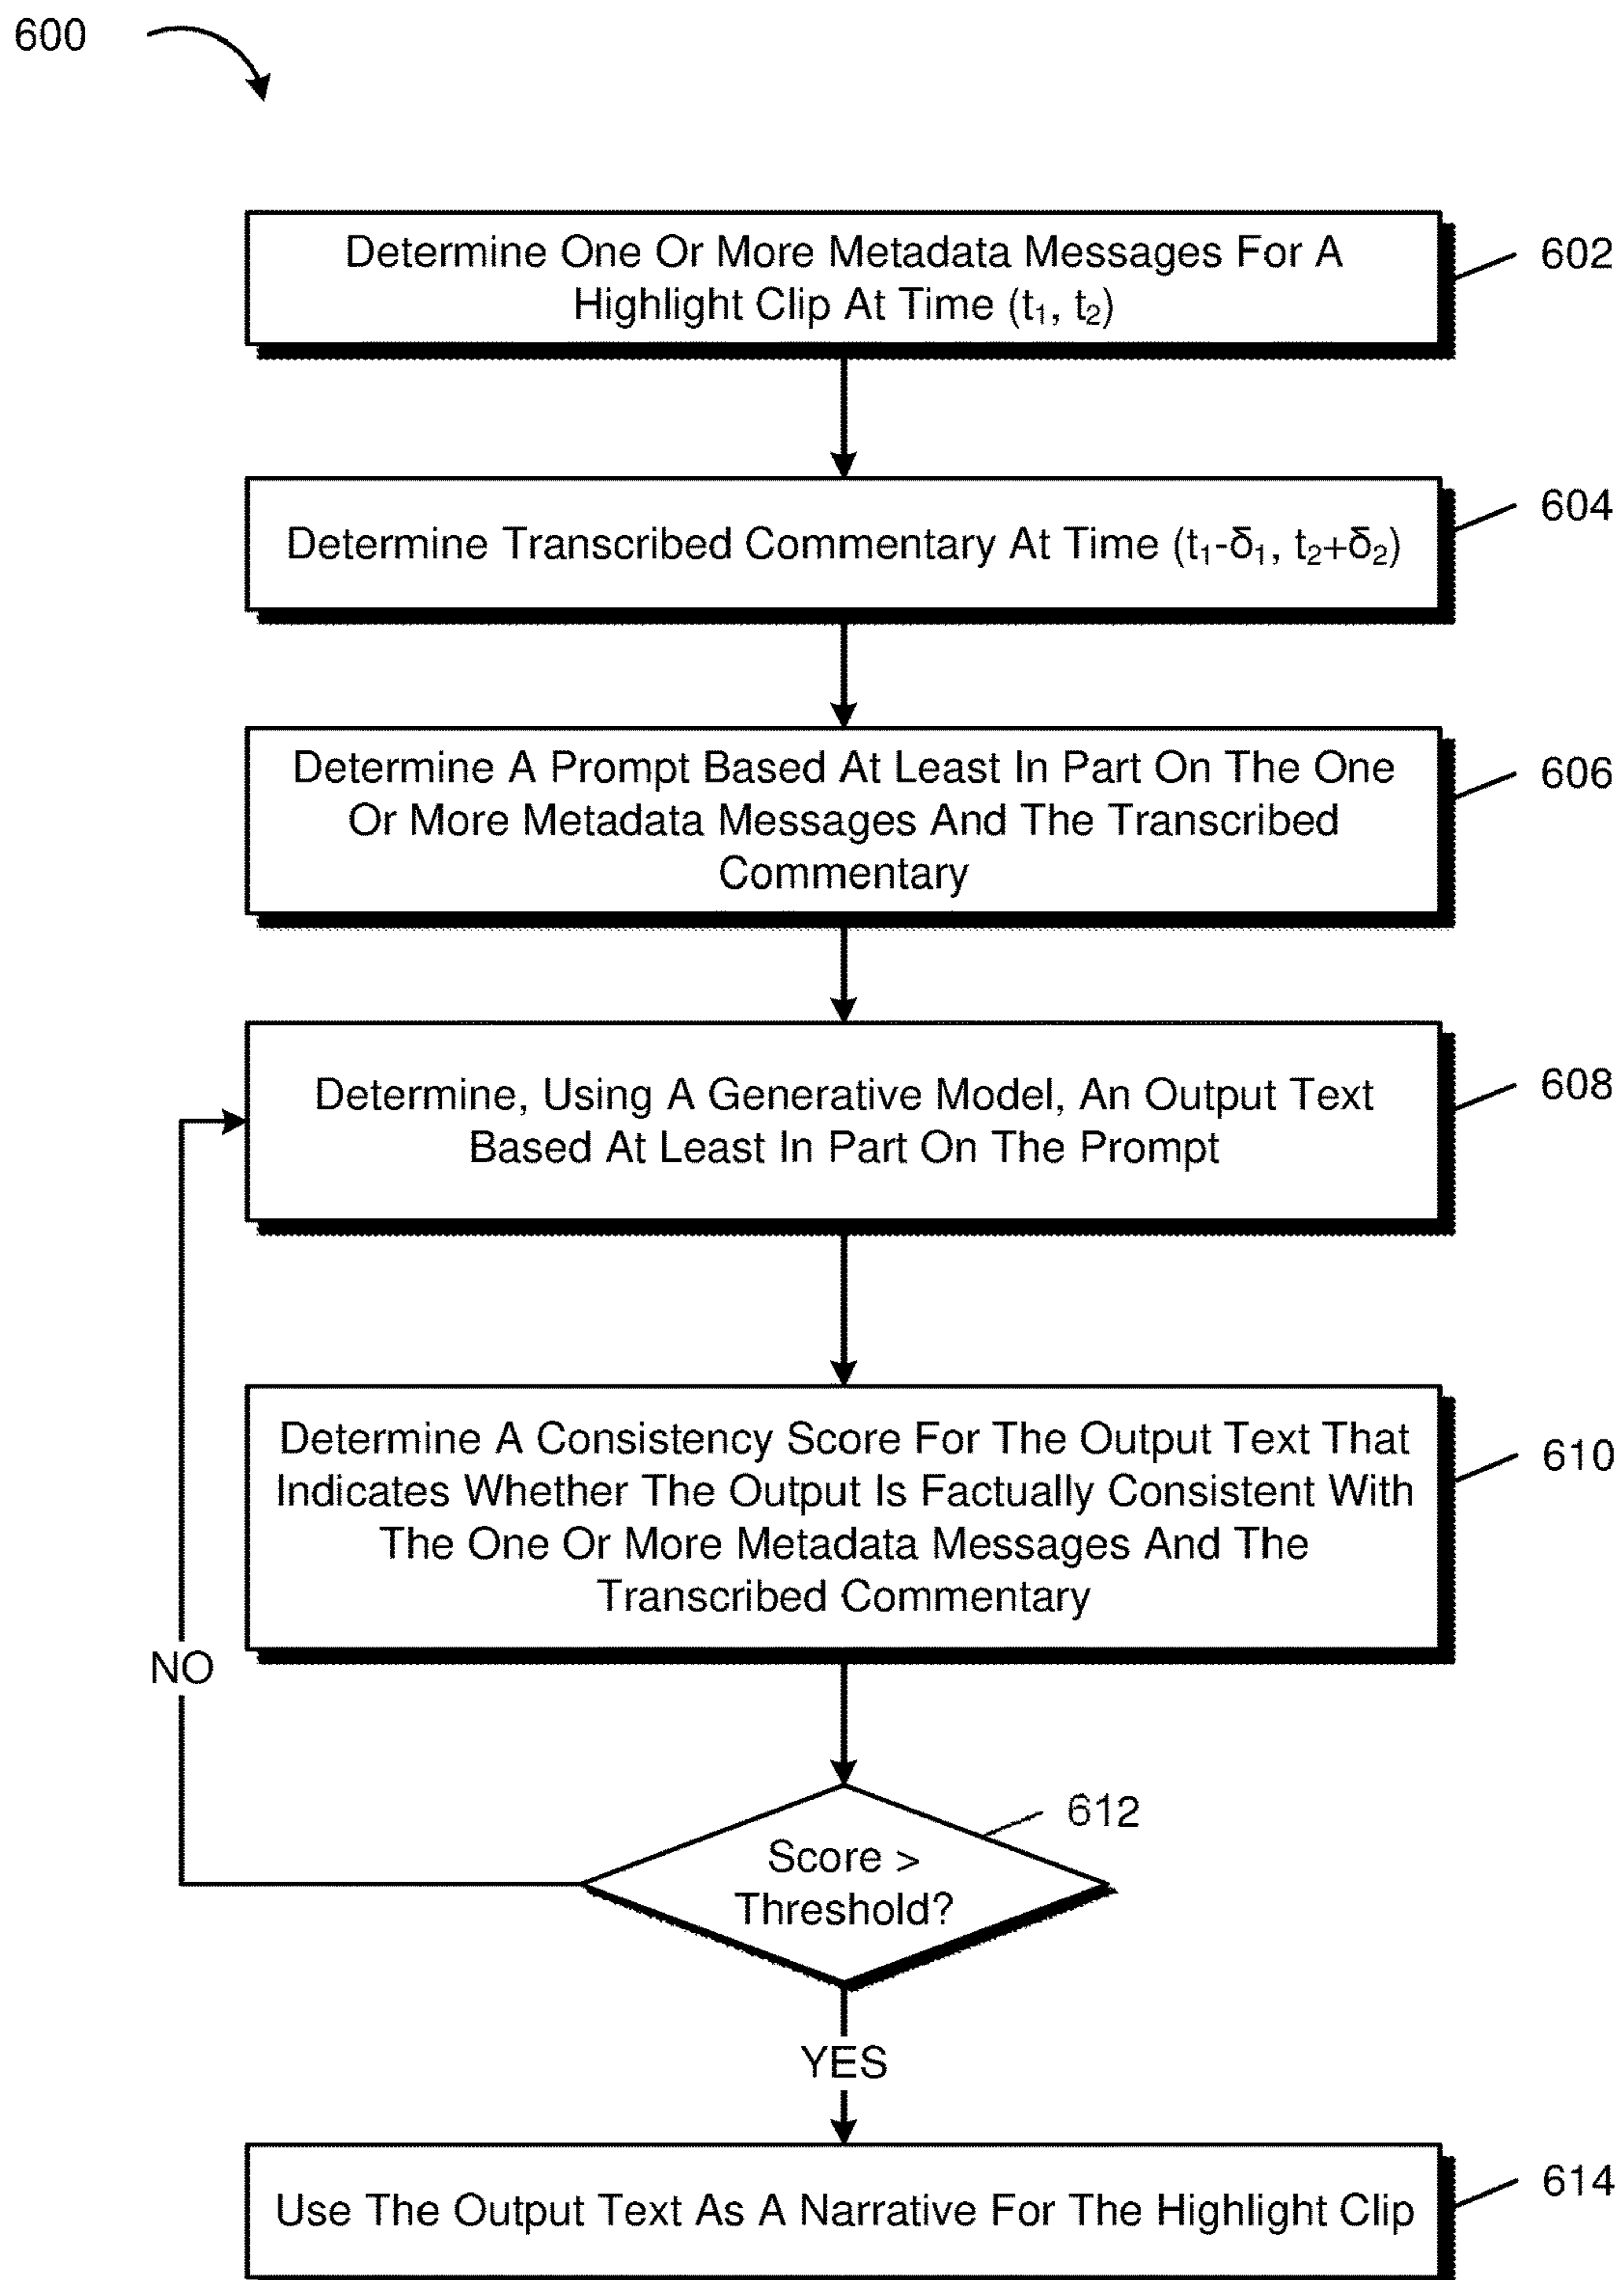 600
Determine One Or More Metadata Messages For A
Highlight Clip At Time (t₁, t₂)
602
Determine Transcribed Commentary At Time (t₁-δ₁, t₂+δ₂)
604
Determine A Prompt Based At Least In Part On The One
Or More Metadata Messages And The Transcribed
Commentary
606
Determine, Using A Generative Model, An Output Text
Based At Least In Part On The Prompt
608
Determine A Consistency Score For The Output Text That
Indicates Whether The Output Is Factually Consistent With
The One Or More Metadata Messages And The
Transcribed Commentary
610
NO
Score >
Threshold?
612
YES
Use The Output Text As A Narrative For The Highlight Clip
614